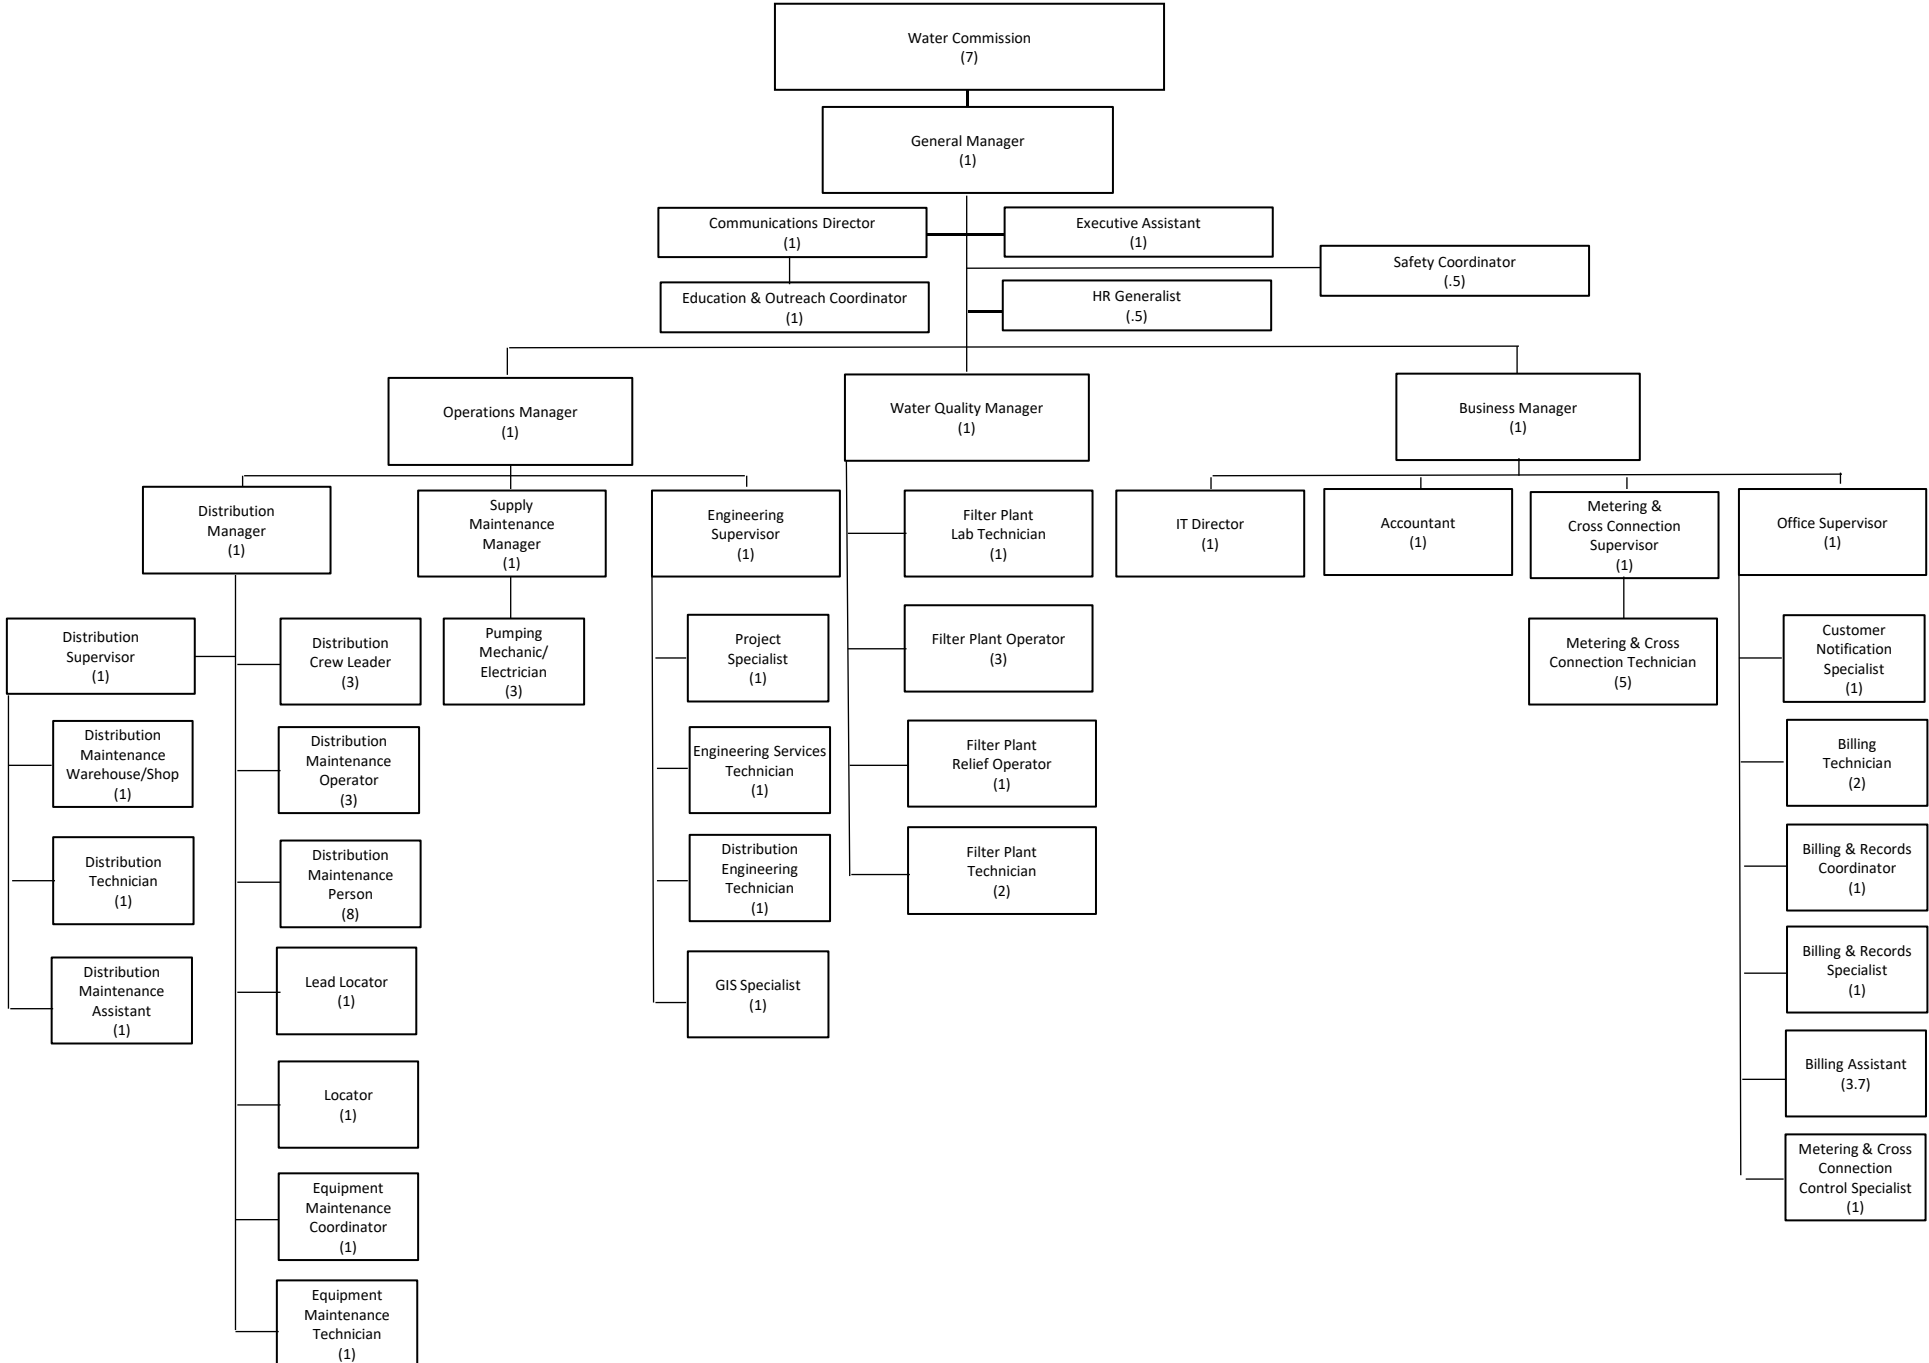 Water Commission
(7)
General Manager
(1)
Communications Director
(1)
Executive Assistant
(1)
Safety Coordinator
(.5)
Education & Outreach Coordinator
(1)
HR Generalist
(.5)
Operations Manager
(1)
Water Quality Manager
(1)
Business Manager
(1)
Distribution
Manager
(1)
Supply
Maintenance
Manager
(1)
Engineering
Supervisor
(1)
Filter Plant
Lab Technician
(1)
IT Director
(1)
Accountant
(1)
Metering &
Cross Connection
Supervisor
(1)
Office Supervisor
(1)
Distribution
Supervisor
(1)
Distribution
Crew Leader
(3)
Pumping
Mechanic/
Electrician
(3)
Project
Specialist
(1)
Filter Plant Operator
(3)
Metering & Cross
Connection Technician
(5)
Customer
Notification
Specialist
(1)
Distribution
Maintenance
Warehouse/Shop
(1)
Distribution
Maintenance
Operator
(3)
Engineering Services
Technician
(1)
Filter Plant
Relief Operator
(1)
Billing
Technician
(2)
Distribution
Technician
(1)
Distribution
Maintenance
Person
(8)
Distribution
Engineering
Technician
(1)
Filter Plant
Technician
(2)
Billing & Records
Coordinator
(1)
Distribution
Maintenance
Assistant
(1)
Lead Locator
(1)
GIS Specialist
(1)
Billing & Records
Specialist
(1)
Locator
(1)
Billing Assistant
(3.7)
Equipment
Maintenance
Coordinator
(1)
Metering & Cross
Connection
Control Specialist
(1)
Equipment
Maintenance
Technician
(1)